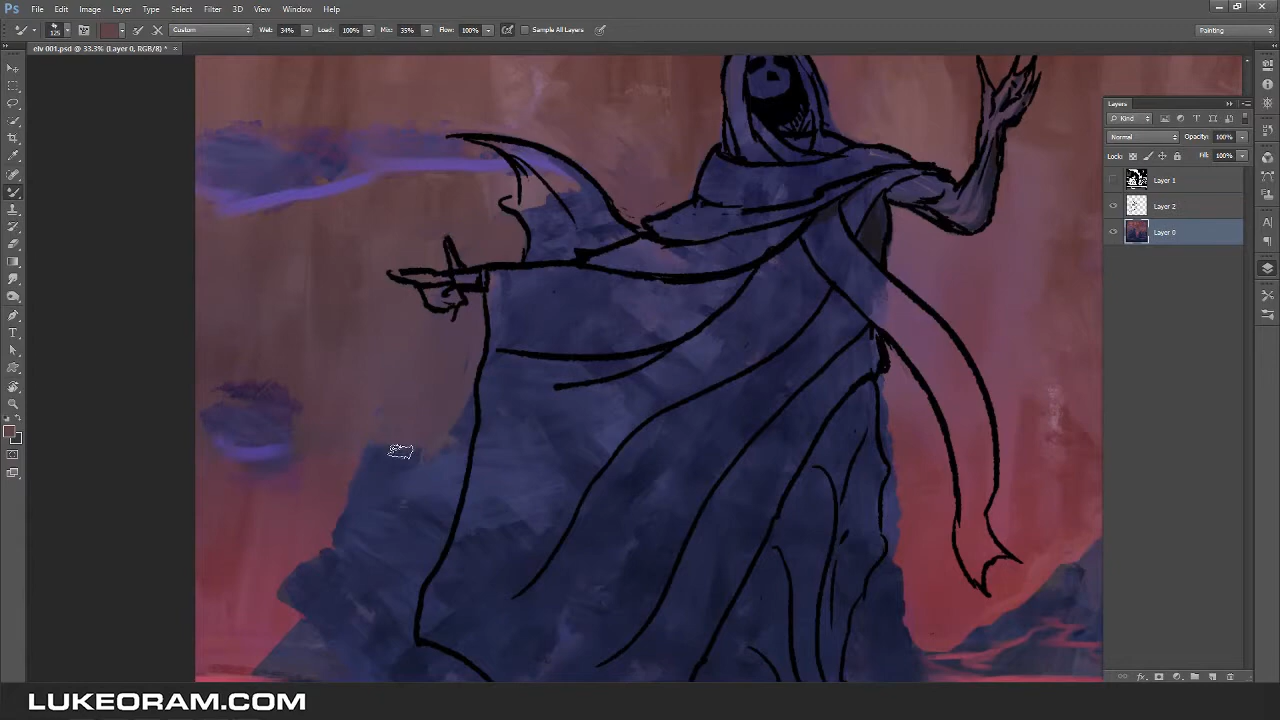 Ps File Edit Image Layer Type Select Filter 3D View Window Help
125 Custom Wet: 34% Load: 100% Mix: 35% Flow: 100% Sample All Layers Painting
elv 001.psd @ 33.3% (Layer 0, RGB/8) * ×
Layers
Kind
Normal Opacity: 100%
Lock: Fill: 100%
Layer 1
Layer 2
Layer 0
LUKEORAM.COM